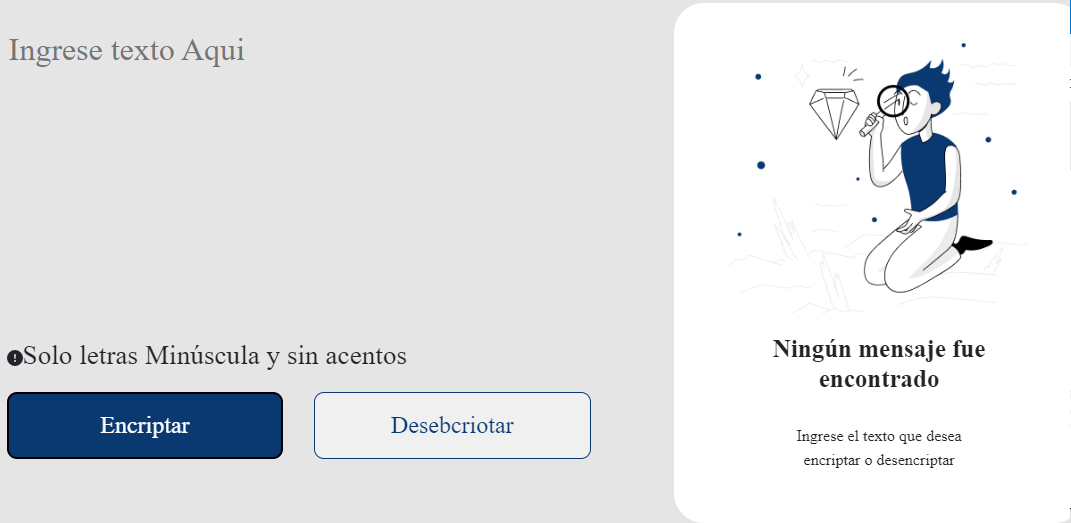 Ingrese texto Aqui
Solo letras Minúscula y sin acentos
Encriptar
Desebcriotar
Ningún mensaje fue
encontrado
Ingrese el texto que desea
encriptar o desencriptar